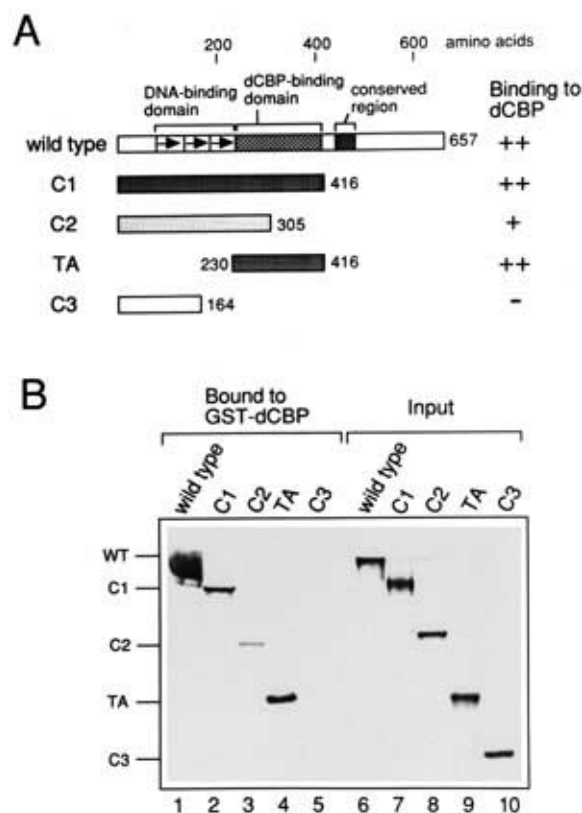 A
200 400 600 amino acids
DNA-binding domain
dCBP-binding domain
conserved region
Binding to dCBP
wild type 657 ++
C1 416 ++
C2 305 +
TA 230 416 ++
C3 164 -
B
Bound to GST-dCBP
Input
wild type C1 C2 TA C3 wild type C1 C2 TA C3
WT
C1
C2
TA
C3
1 2 3 4 5 6 7 8 9 10